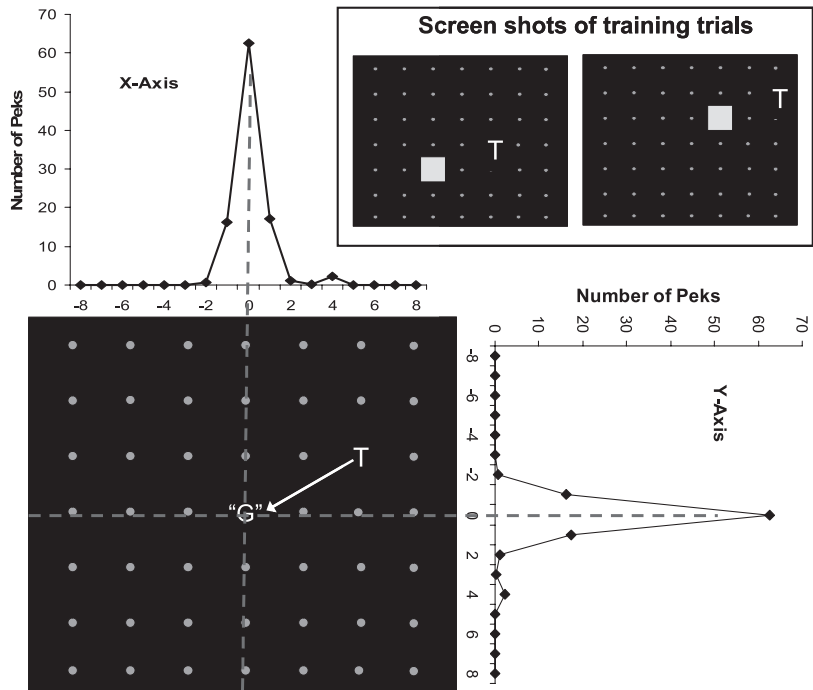 Screen shots of training trials
T
T
X-Axis
Number of Peks
70
60
50
40
30
20
10
0
-8 -6 -4 -2 0 2 4 6 8
T
“G”
Number of Peks
0 10 20 30 40 50 60 70
Y-Axis
-8
-6
-4
-2
0
2
4
6
8